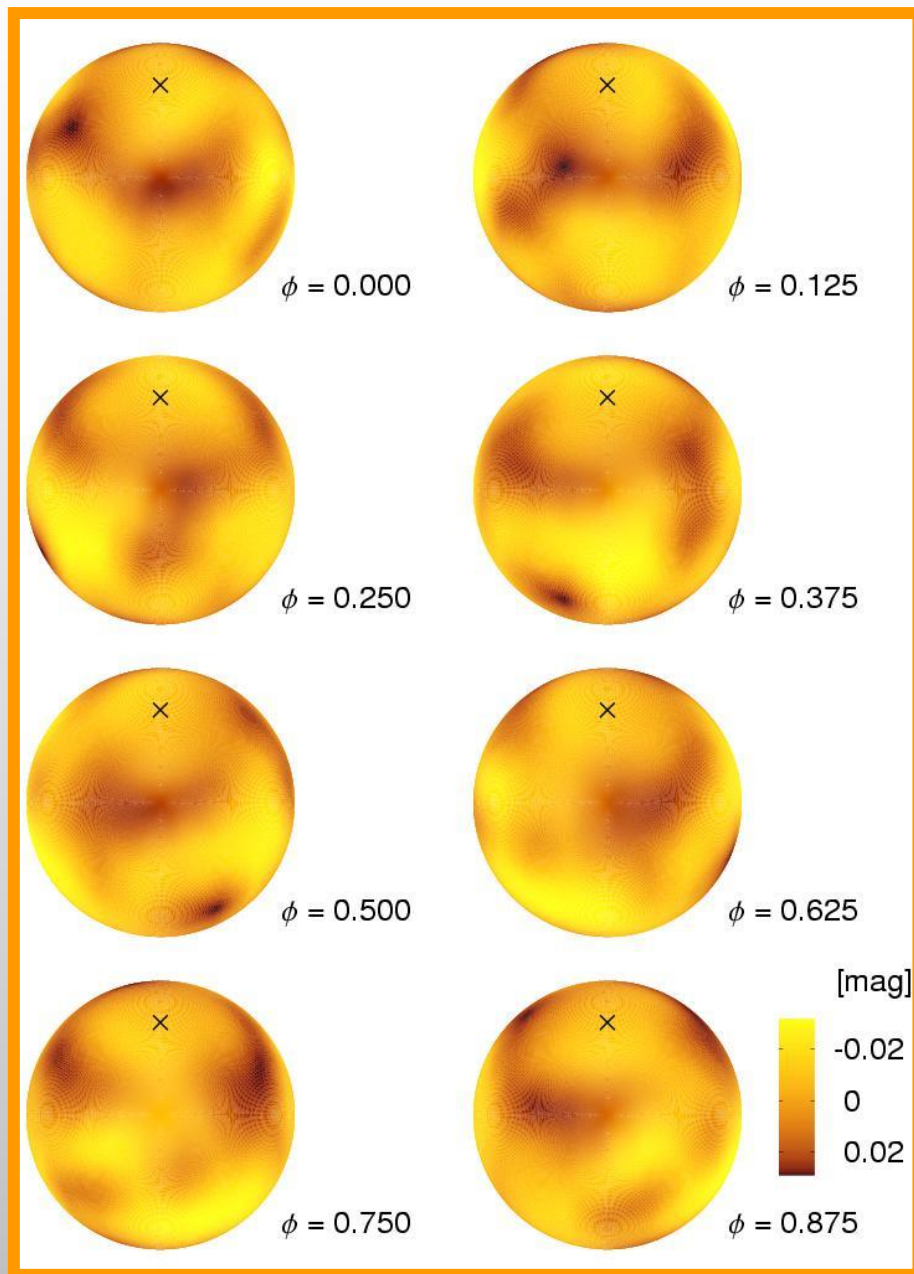 ϕ = 0.000
ϕ = 0.125
ϕ = 0.250
ϕ = 0.375
ϕ = 0.500
ϕ = 0.625
[mag]
-0.02
0
0.02
ϕ = 0.750
ϕ = 0.875